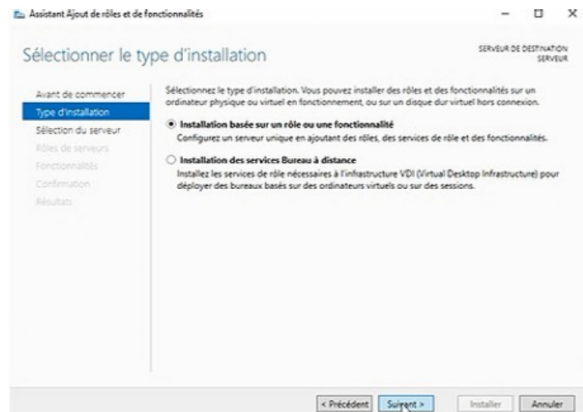 Assistant Ajout de rôles et de fonctionnalités
Sélectionner le type d'installation
SERVEUR DE DESTINATION
SERVEUR
Avant de commencer
Type d'installation
Sélection du serveur
Rôles de serveurs
Fonctionnalités
Confirmation
Résultats
Sélectionnez le type d'installation. Vous pouvez installer des rôles et des fonctionnalités sur un
ordinateur physique ou virtuel en fonctionnement, ou sur un disque dur virtuel hors connexion.
Installation basée sur un rôle ou une fonctionnalité
Configurez un serveur unique en ajoutant des rôles, des services de rôle et des fonctionnalités.
Installation des services Bureau à distance
Installez les services de rôle nécessaires à l'infrastructure VDI (Virtual Desktop Infrastructure) pour
déployer des bureaux basés sur des ordinateurs virtuels ou sur des sessions.
< Précédent
Suivant >
Installer
Annuler